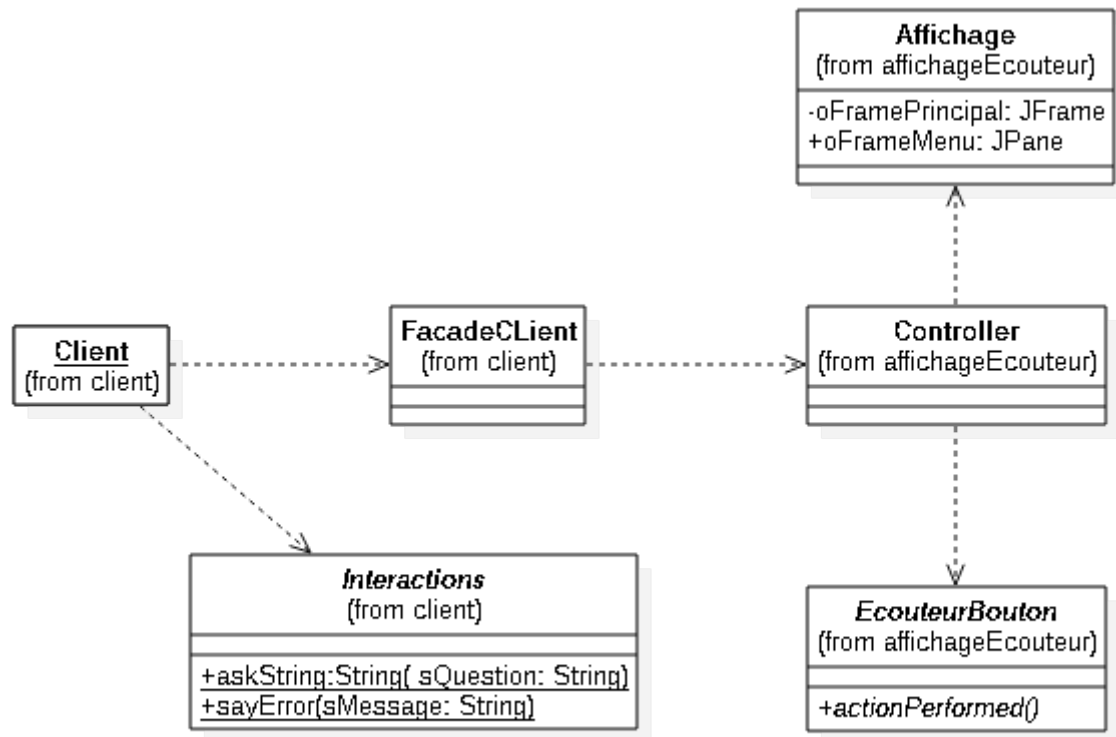 Affichage
(from affichageEcouteur)
-oFramePrincipal: JFrame
+oFrameMenu: JPane
Client
(from client)
FacadeCLient
(from client)
Controller
(from affichageEcouteur)
Interactions
(from client)
+askString:String( sQuestion: String)
+sayError(sMessage: String)
EcouteurBouton
(from affichageEcouteur)
+actionPerformed()